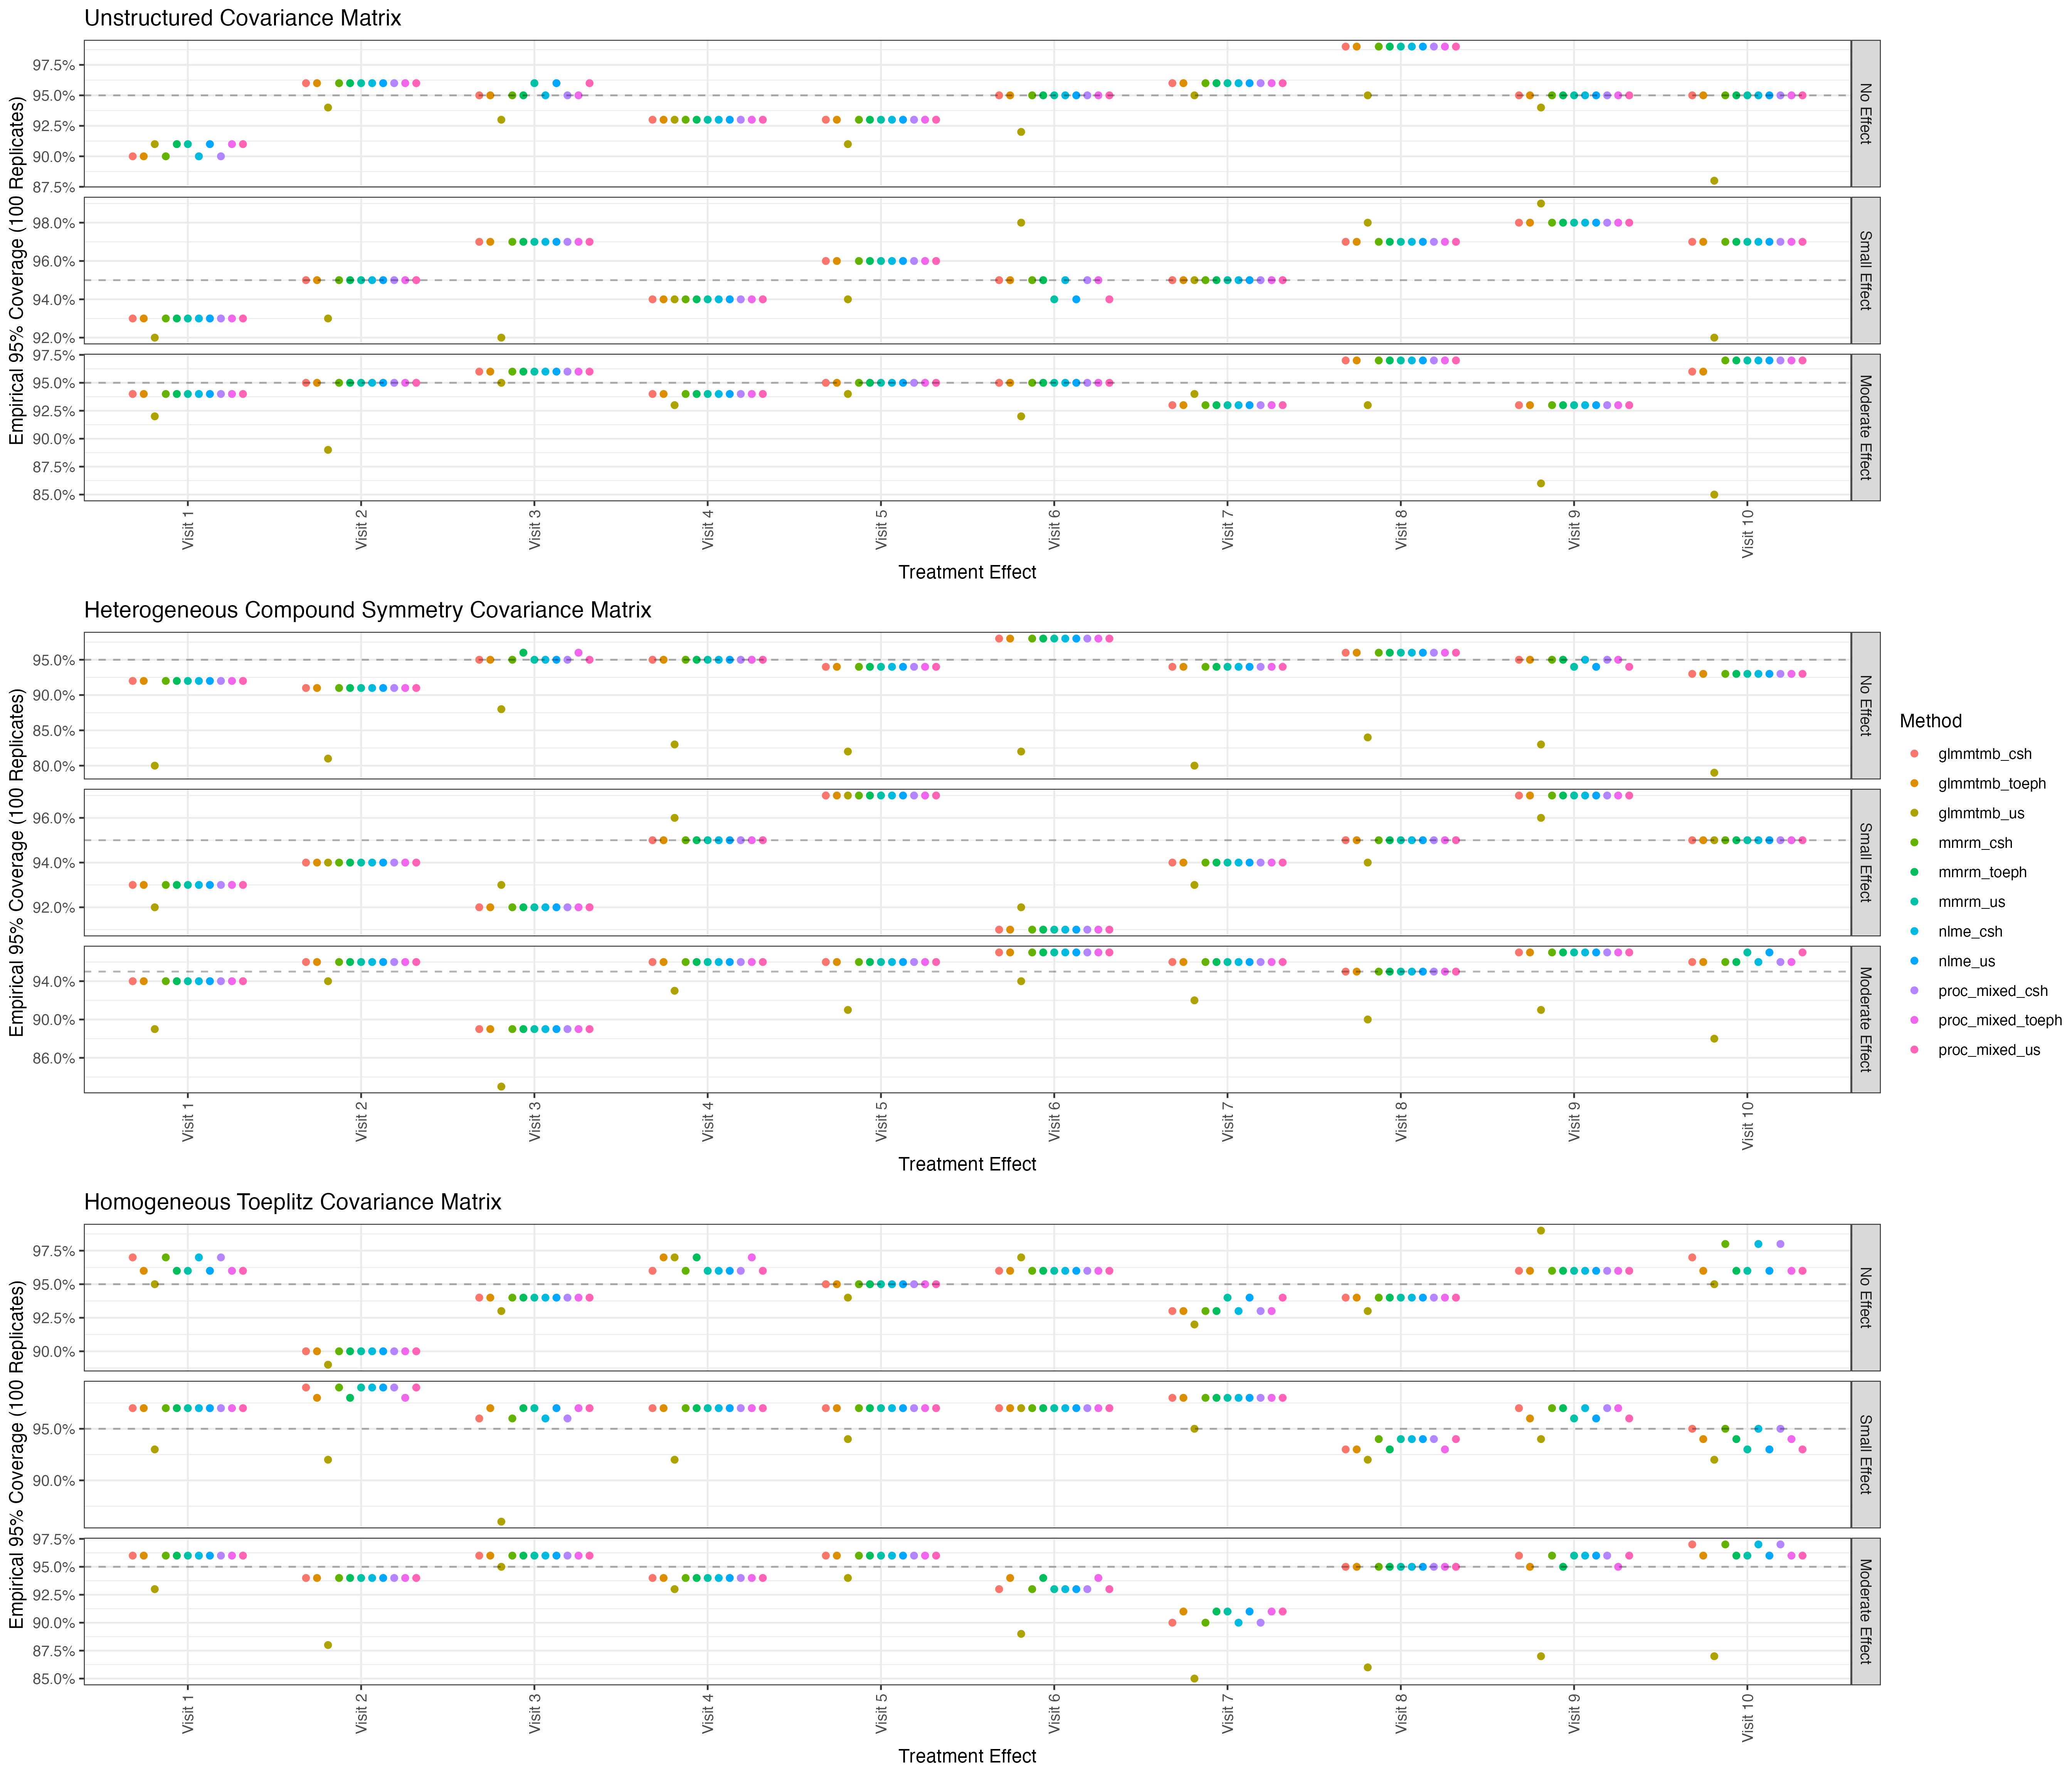 Unstructured Covariance Matrix
Empirical 95% Coverage (100 Replicates)
97.5%
95.0%
92.5%
90.0%
87.5%
No Effect
98.0%
96.0%
94.0%
92.0%
Small Effect
97.5%
95.0%
92.5%
90.0%
87.5%
85.0%
Moderate Effect
Visit 1
Visit 2
Visit 3
Visit 4
Visit 5
Visit 6
Visit 7
Visit 8
Visit 9
Visit 10
Treatment Effect
Heterogeneous Compound Symmetry Covariance Matrix
Empirical 95% Coverage (100 Replicates)
95.0%
90.0%
85.0%
80.0%
No Effect
96.0%
94.0%
92.0%
Small Effect
94.0%
90.0%
86.0%
Moderate Effect
Visit 1
Visit 2
Visit 3
Visit 4
Visit 5
Visit 6
Visit 7
Visit 8
Visit 9
Visit 10
Treatment Effect
Method
glmmtmb_csh
glmmtmb_toeph
glmmtmb_us
mmrm_csh
mmrm_toeph
mmrm_us
nlme_csh
nlme_us
proc_mixed_csh
proc_mixed_toeph
proc_mixed_us
Homogeneous Toeplitz Covariance Matrix
Empirical 95% Coverage (100 Replicates)
97.5%
95.0%
92.5%
90.0%
No Effect
95.0%
90.0%
Small Effect
97.5%
95.0%
92.5%
90.0%
87.5%
85.0%
Moderate Effect
Visit 1
Visit 2
Visit 3
Visit 4
Visit 5
Visit 6
Visit 7
Visit 8
Visit 9
Visit 10
Treatment Effect